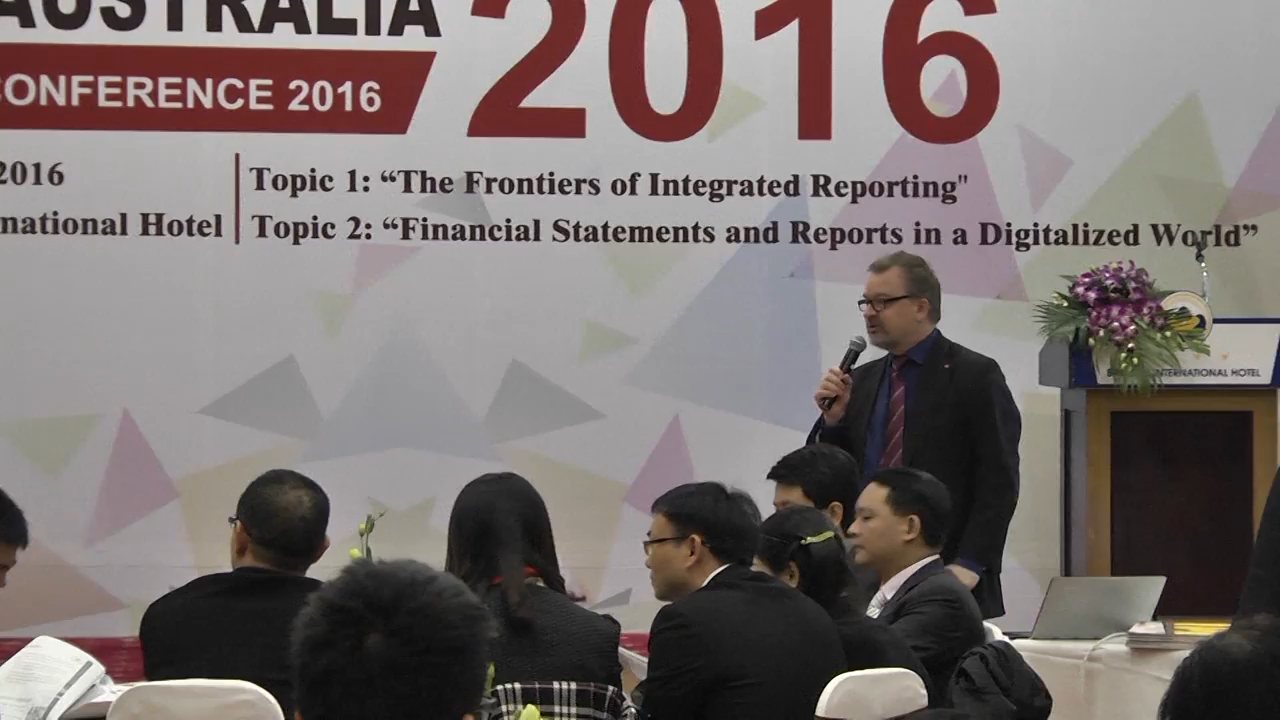 AUSTRALIA
2016
CONFERENCE 2016
2016
Topic 1: “The Frontiers of Integrated Reporting"
national Hotel
Topic 2: “Financial Statements and Reports in a Digitalized World”
INTERNATIONAL HOTEL